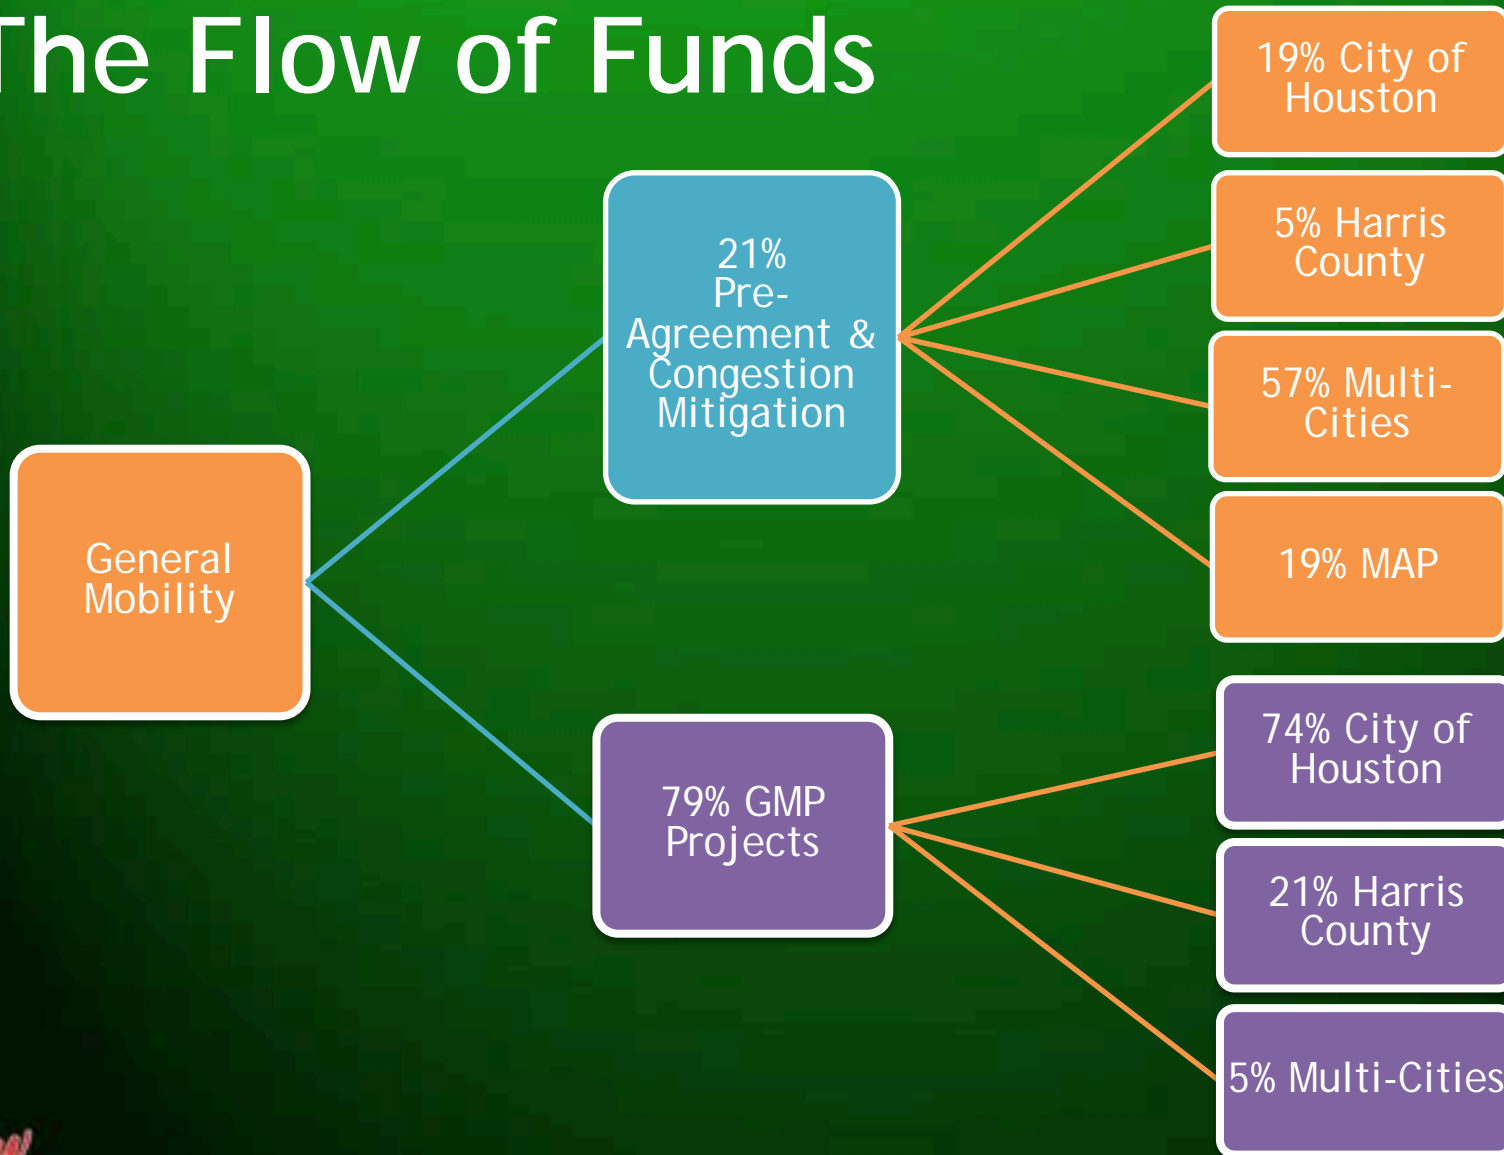 The Flow of Funds
19% City of
Houston
5% Harris
County
57% Multi-
Cities
19% MAP
21%
Pre-
Agreement &
Congestion
Mitigation
General
Mobility
79% GMP
Projects
74% City of
Houston
21% Harris
County
5% Multi-Cities